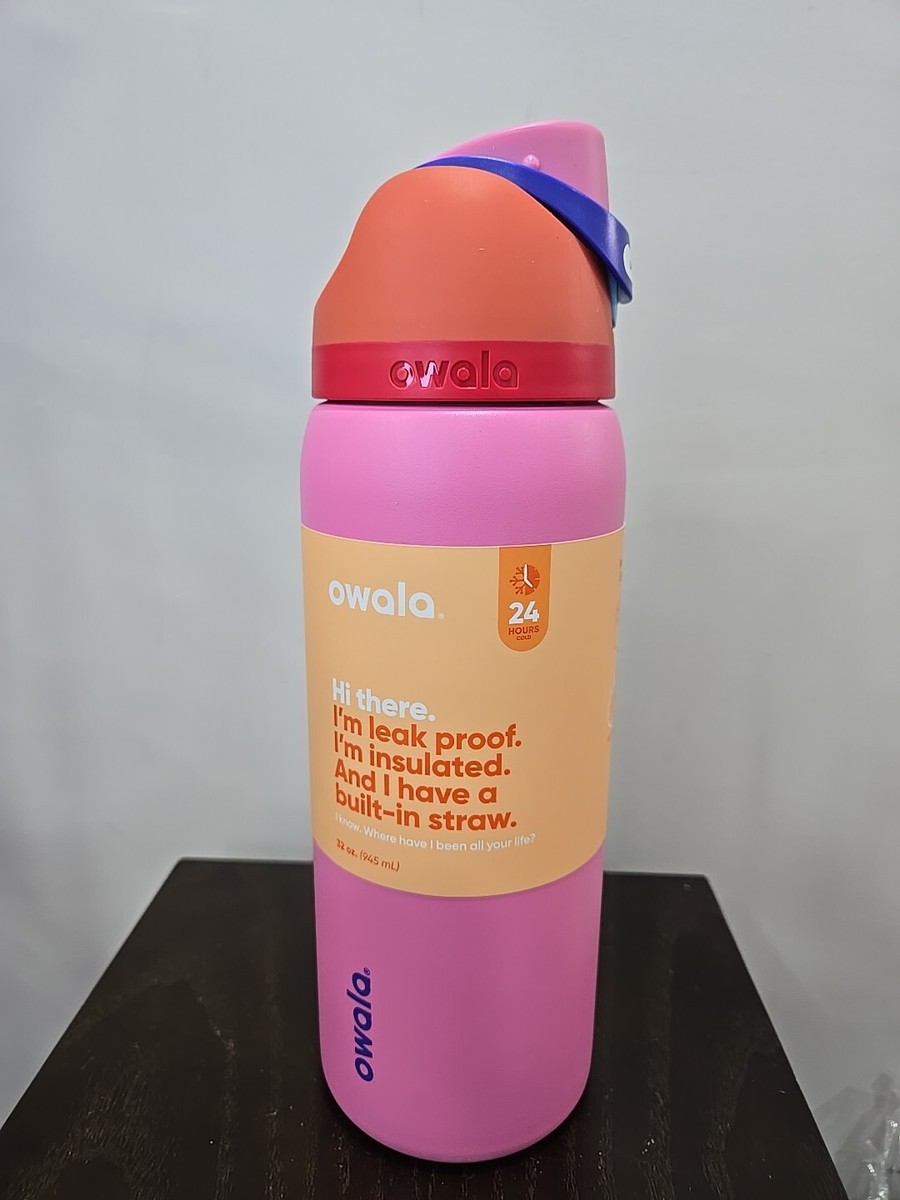 owala
owala®
24
HOURS
COLD
Hi there.
I'm leak proof.
I'm insulated.
And I have a
built-in straw.
I know. Where have I been all your life?
32 oz. (945 mL)
owala®